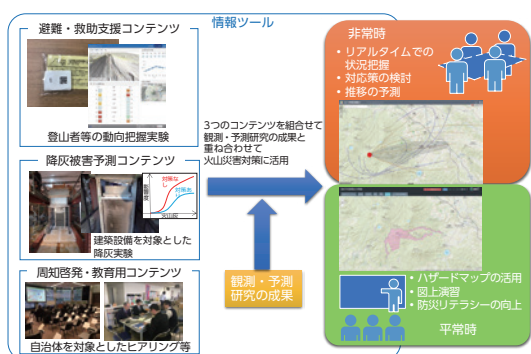 情報ツール
避難・救助支援コンテンツ
登山者等の動向把握実験
降灰被害予測コンテンツ
影響度
対策なし
対策あり
火山灰
建築設備を対象とした
降灰実験
周知啓発・教育用コンテンツ
自治体を対象としたヒアリング等
3つのコンテンツを組合せて
観測・予測研究の成果と
重ね合わせて
火山災害対策に活用
観測・予測
研究の成果
非常時
・リアルタイムでの
状況把握
・対応策の検討
・推移の予測
・ハザードマップの活用
・図上演習
・防災リテラシーの向上
平常時